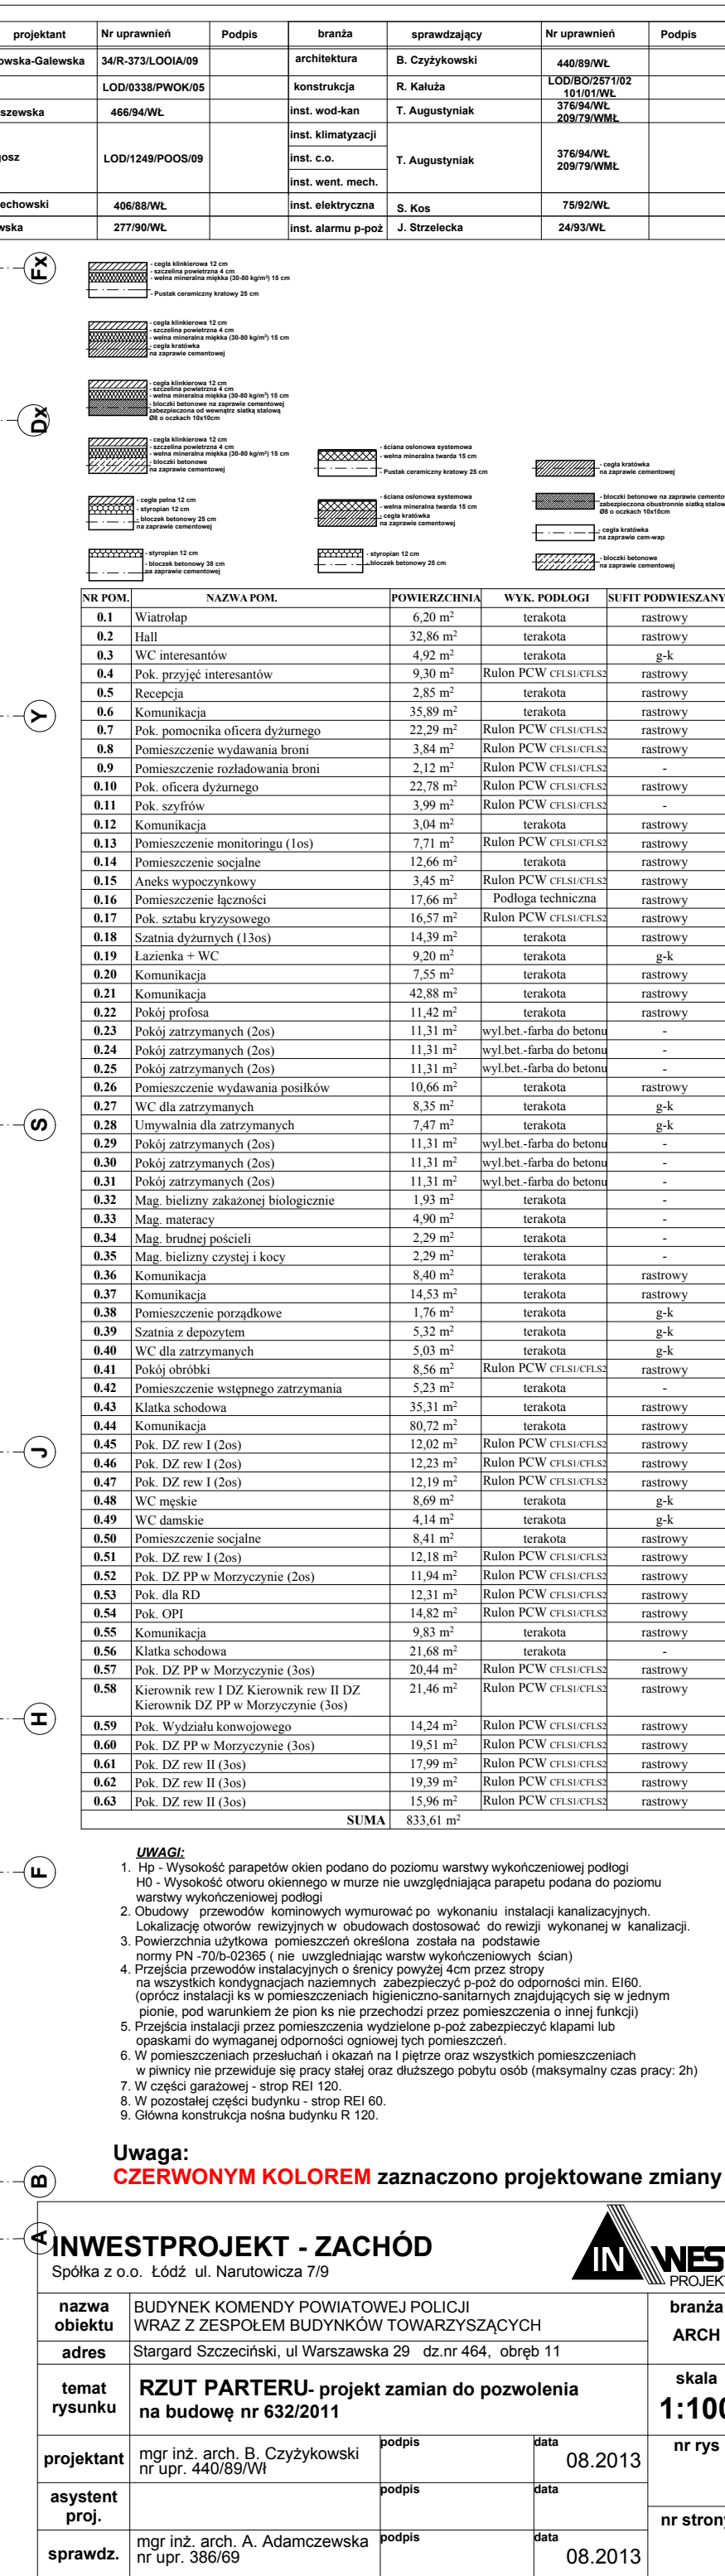 projektant Nr uprawnień Podpis branża sprawdzający Nr uprawnień Podpis
owska-Galewska 34/R-373/LOOIA/09 architektura B. Czyżykowski 440/89/WŁ
LOD/0338/PWOK/05 konstrukcja R. Kałuża LOD/BO/2571/02
101/01/WŁ
szewska 466/94/WŁ inst. wod-kan T. Augustyniak 376/94/WŁ
209/79/WMŁ
inst. klimatyzacji
gosz LOD/1249/POOS/09 inst. c.o. T. Augustyniak 376/94/WŁ
209/79/WMŁ
inst. went. mech.
echowski 406/88/WŁ inst. elektryczna S. Kos 75/92/WŁ
wska 277/90/WŁ inst. alarmu p-poż J. Strzelecka 24/93/WŁ
Fx
- cegła klinkierowa 12 cm
- szczelina powietrzna 4 cm
- wełna mineralna miękka (30-80 kg/m³) 15 cm
- Pustak ceramiczny kratowy 25 cm
- cegła klinkierowa 12 cm
- szczelina powietrzna 4 cm
- wełna mineralna miękka (30-80 kg/m³) 15 cm
- cegła kratówka
na zaprawie cementowej
Dx
- cegła klinkierowa 12 cm
- szczelina powietrzna 4 cm
- wełna mineralna miękka (30-80 kg/m³) 15 cm
- bloczki betonowe na zaprawie cementowej
zabezpieczona od wewnątrz siatką stalową
Ø8 o oczkach 10x10cm
- cegła klinkierowa 12 cm
- szczelina powietrzna 4 cm
- wełna mineralna miękka (30-80 kg/m³) 15 cm
- bloczki betonowe
na zaprawie cementowej
- ściana osłonowa systemowa
- wełna mineralna twarda 15 cm
- Pustak ceramiczny kratowy 25 cm
- cegła kratówka
na zaprawie cementowej
- cegła pełna 12 cm
- styropian 12 cm
- bloczek betonowy 25 cm
na zaprawie cementowej
- ściana osłonowa systemowa
- wełna mineralna twarda 15 cm
- cegła kratówka
na zaprawie cementowej
- bloczki betonowe na zaprawie cemento
zabezpieczona obustronnie siatką stalow
Ø8 o oczkach 10x10cm
- cegła kratówka
na zaprawie cem-wap
- styropian 12 cm
- bloczek betonowy 38 cm
na zaprawie cementowej
- styropian 12 cm
- bloczek betonowy 25 cm
- bloczki betonowe
na zaprawie cementowej
NR POM. NAZWA POM. POWIERZCHNIA WYK. PODŁOGI SUFIT PODWIESZANY
0.1 Wiatrołap 6,20 m² terakota rastrowy
0.2 Hall 32,86 m² terakota rastrowy
0.3 WC interesantów 4,92 m² terakota g-k
0.4 Pok. przyjęć interesantów 9,30 m² Rulon PCW CFLS1/CFLS2 rastrowy
0.5 Recepcja 2,85 m² terakota rastrowy
0.6 Komunikacja 35,89 m² terakota rastrowy
Y
0.7 Pok. pomocnika oficera dyżurnego 22,29 m² Rulon PCW CFLS1/CFLS2 rastrowy
0.8 Pomieszczenie wydawania broni 3,84 m² Rulon PCW CFLS1/CFLS2 rastrowy
0.9 Pomieszczenie rozładowania broni 2,12 m² Rulon PCW CFLS1/CFLS2 -
0.10 Pok. oficera dyżurnego 22,78 m² Rulon PCW CFLS1/CFLS2 rastrowy
0.11 Pok. szyfrów 3,99 m² Rulon PCW CFLS1/CFLS2 -
0.12 Komunikacja 3,04 m² terakota rastrowy
0.13 Pomieszczenie monitoringu (1os) 7,71 m² Rulon PCW CFLS1/CFLS2 rastrowy
0.14 Pomieszczenie socjalne 12,66 m² terakota rastrowy
0.15 Aneks wypoczynkowy 3,45 m² Rulon PCW CFLS1/CFLS2 rastrowy
0.16 Pomieszczenie łączności 17,66 m² Podłoga techniczna rastrowy
0.17 Pok. sztabu kryzysowego 16,57 m² Rulon PCW CFLS1/CFLS2 rastrowy
0.18 Szatnia dyżurnych (13os) 14,39 m² terakota rastrowy
0.19 Łazienka + WC 9,20 m² terakota g-k
0.20 Komunikacja 7,55 m² terakota rastrowy
0.21 Komunikacja 42,88 m² terakota rastrowy
0.22 Pokój profosa 11,42 m² terakota rastrowy
0.23 Pokój zatrzymanych (2os) 11,31 m² wyl.bet.-farba do betonu -
0.24 Pokój zatrzymanych (2os) 11,31 m² wyl.bet.-farba do betonu -
0.25 Pokój zatrzymanych (2os) 11,31 m² wyl.bet.-farba do betonu -
0.26 Pomieszczenie wydawania posiłków 10,66 m² terakota rastrowy
0.27 WC dla zatrzymanych 8,35 m² terakota g-k
S
0.28 Umywalnia dla zatrzymanych 7,47 m² terakota g-k
0.29 Pokój zatrzymanych (2os) 11,31 m² wyl.bet.-farba do betonu -
0.30 Pokój zatrzymanych (2os) 11,31 m² wyl.bet.-farba do betonu -
0.31 Pokój zatrzymanych (2os) 11,31 m² wyl.bet.-farba do betonu -
0.32 Mag. bielizny zakażonej biologicznie 1,93 m² terakota -
0.33 Mag. materacy 4,90 m² terakota -
0.34 Mag. brudnej pościeli 2,29 m² terakota -
0.35 Mag. bielizny czystej i kocy 2,29 m² terakota -
0.36 Komunikacja 8,40 m² terakota rastrowy
0.37 Komunikacja 14,53 m² terakota rastrowy
0.38 Pomieszczenie porządkowe 1,76 m² terakota g-k
0.39 Szatnia z depozytem 5,32 m² terakota g-k
0.40 WC dla zatrzymanych 5,03 m² terakota g-k
0.41 Pokój obróbki 8,56 m² Rulon PCW CFLS1/CFLS2 rastrowy
0.42 Pomieszczenie wstępnego zatrzymania 5,23 m² terakota -
0.43 Klatka schodowa 35,31 m² terakota rastrowy
0.44 Komunikacja 80,72 m² terakota rastrowy
J
0.45 Pok. DZ rew I (2os) 12,02 m² Rulon PCW CFLS1/CFLS2 rastrowy
0.46 Pok. DZ rew I (2os) 12,23 m² Rulon PCW CFLS1/CFLS2 rastrowy
0.47 Pok. DZ rew I (2os) 12,19 m² Rulon PCW CFLS1/CFLS2 rastrowy
0.48 WC męskie 8,69 m² terakota g-k
0.49 WC damskie 4,14 m² terakota g-k
0.50 Pomieszczenie socjalne 8,41 m² terakota rastrowy
0.51 Pok. DZ rew I (2os) 12,18 m² Rulon PCW CFLS1/CFLS2 rastrowy
0.52 Pok. DZ PP w Morzyczynie (2os) 11,94 m² Rulon PCW CFLS1/CFLS2 rastrowy
0.53 Pok. dla RD 12,31 m² Rulon PCW CFLS1/CFLS2 rastrowy
0.54 Pok. OPI 14,82 m² Rulon PCW CFLS1/CFLS2 rastrowy
0.55 Komunikacja 9,83 m² terakota rastrowy
0.56 Klatka schodowa 21,68 m² terakota -
0.57 Pok. DZ PP w Morzyczynie (3os) 20,44 m² Rulon PCW CFLS1/CFLS2 rastrowy
0.58 Kierownik rew I DZ Kierownik rew II DZ 21,46 m² Rulon PCW CFLS1/CFLS2 rastrowy
Kierownik DZ PP w Morzyczynie (3os)
H
0.59 Pok. Wydziału konwojowego 14,24 m² Rulon PCW CFLS1/CFLS2 rastrowy
0.60 Pok. DZ PP w Morzyczynie (3os) 19,51 m² Rulon PCW CFLS1/CFLS2 rastrowy
0.61 Pok. DZ rew II (3os) 17,99 m² Rulon PCW CFLS1/CFLS2 rastrowy
0.62 Pok. DZ rew II (3os) 19,39 m² Rulon PCW CFLS1/CFLS2 rastrowy
0.63 Pok. DZ rew II (3os) 15,96 m² Rulon PCW CFLS1/CFLS2 rastrowy
SUMA 833,61 m²
UWAGI:
F
1. Hp - Wysokość parapetów okien podano do poziomu warstwy wykończeniowej podłogi
H0 - Wysokość otworu okiennego w murze nie uwzględniająca parapetu podana do poziomu
warstwy wykończeniowej podłogi
2. Obudowy przewodów kominowych wymurować po wykonaniu instalacji kanalizacyjnych.
Lokalizację otworów rewizyjnych w obudowach dostosować do rewizji wykonanej w kanalizacji.
3. Powierzchnia użytkowa pomieszczeń określona została na podstawie
normy PN -70/b-02365 ( nie uwzgledniając warstw wykończeniowych ścian)
4. Przejścia przewodów instalacyjnych o śrenicy powyżej 4cm przez stropy
na wszystkich kondygnacjach naziemnych zabezpieczyć p-poż do odporności min. EI60.
(oprócz instalacji ks w pomieszczeniach higieniczno-sanitarnych znajdujących się w jednym
pionie, pod warunkiem że pion ks nie przechodzi przez pomieszczenia o innej funkcji)
5. Przejścia instalacji przez pomieszczenia wydzielone p-poż zabezpieczyć klapami lub
opaskami do wymaganej odporności ogniowej tych pomieszczeń.
6. W pomieszczeniach przesłuchań i okazań na I piętrze oraz wszystkich pomieszczeniach
w piwnicy nie przewiduje się pracy stałej oraz dłuższego pobytu osób (maksymalny czas pracy: 2h)
7. W części garażowej - strop REI 120.
8. W pozostałej części budynku - strop REI 60.
9. Główna konstrukcja nośna budynku R 120.
Uwaga:
B
CZERWONYM KOLOREM zaznaczono projektowane zmiany
A
INWESTPROJEKT - ZACHÓD
Spółka z o.o. Łódź ul. Narutowicza 7/9
INWES
PROJEK
nazwa obiektu BUDYNEK KOMENDY POWIATOWEJ POLICJI
WRAZ Z ZESPOŁEM BUDYNKÓW TOWARZYSZĄCYCH
branża
ARCH
adres Stargard Szczeciński, ul Warszawska 29 dz.nr 464, obręb 11
temat rysunku RZUT PARTERU- projekt zamian do pozwolenia
na budowę nr 632/2011
skala
1:100
projektant mgr inż. arch. B. Czyżykowski podpis data
nr upr. 440/89/Wł 08.2013
nr rys
asystent proj. podpis data
nr strony
sprawdz. mgr inż. arch. A. Adamczewska podpis data
nr upr. 386/69 08.2013